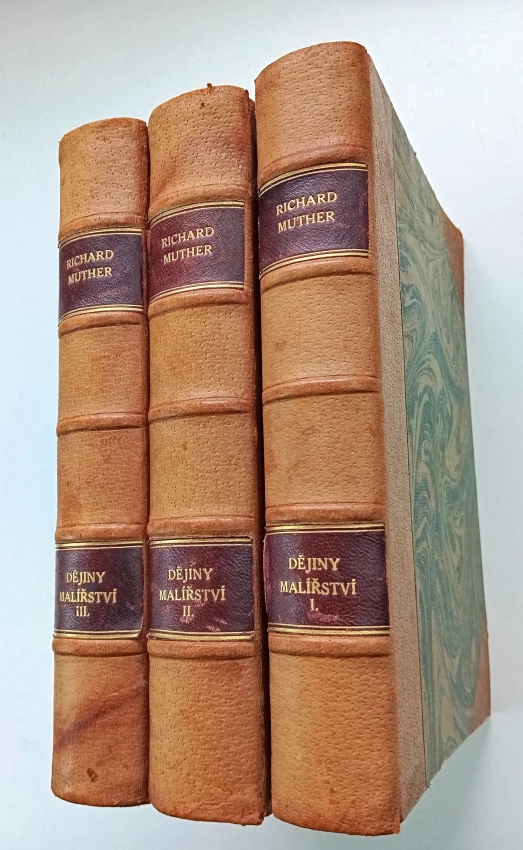 RICHARD
MUTHER
DĚJINY
MALÍŘSTVÍ
III.
RICHARD
MUTHER
DĚJINY
MALÍŘSTVÍ
II.
RICHARD
MUTHER
DĚJINY
MALÍŘSTVÍ
I.